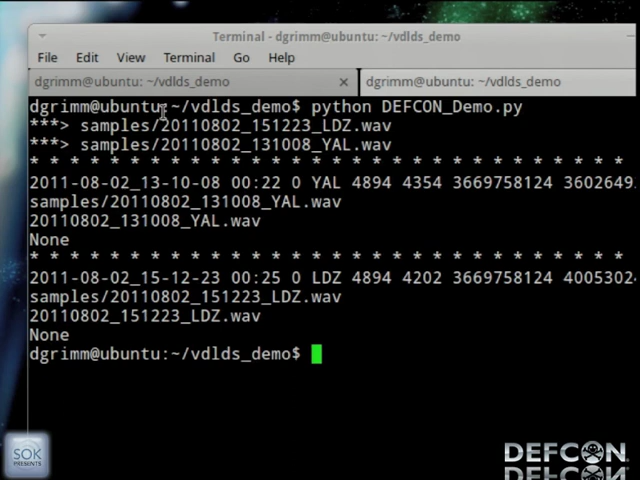 Terminal - dgrimm@ubuntu: ~/vdlds_demo
File Edit View Terminal Go Help
dgrimm@ubuntu: ~/vdlds_demo
dgrimm@ubuntu: ~/vdlds_demo
dgrimm@ubuntu:~/vdlds_demo$ python DEFCON_Demo.py
***> samples/20110802_151223_LDZ.wav
***> samples/20110802_131008_YAL.wav
* * * * * * * * * * * * * * * * * * * * * * *
2011-08-02_13-10-08 00:22 0 YAL 4894 4354 3669758124 3602649
samples/20110802_131008_YAL.wav
20110802_131008_YAL.wav
None
* * * * * * * * * * * * * * * * * * * * * * *
2011-08-02_15-12-23 00:25 0 LDZ 4894 4202 3669758124 4005302
samples/20110802_151223_LDZ.wav
20110802_151223_LDZ.wav
None
dgrimm@ubuntu:~/vdlds_demo$
SOK
PRESENTS
DEFCON